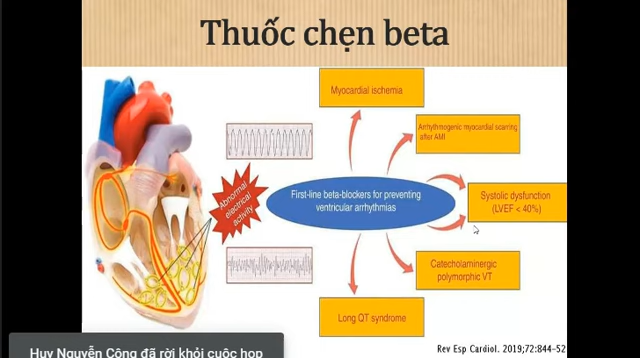 Thuốc chẹn beta
Myocardial ischemia
Arrhythmogenic myocardial scarring
after AMI
Abnormal
electrical
activity
First-line beta-blockers for preventing
ventricular arrhythmias
Systolic dysfunction
(LVEF < 40%)
Catecholaminergic
polymorphic VT
Long QT syndrome
Rev Esp Cardiol. 2019;72:844-52
Huy Nguyễn Công đã rời khỏi cuộc họp